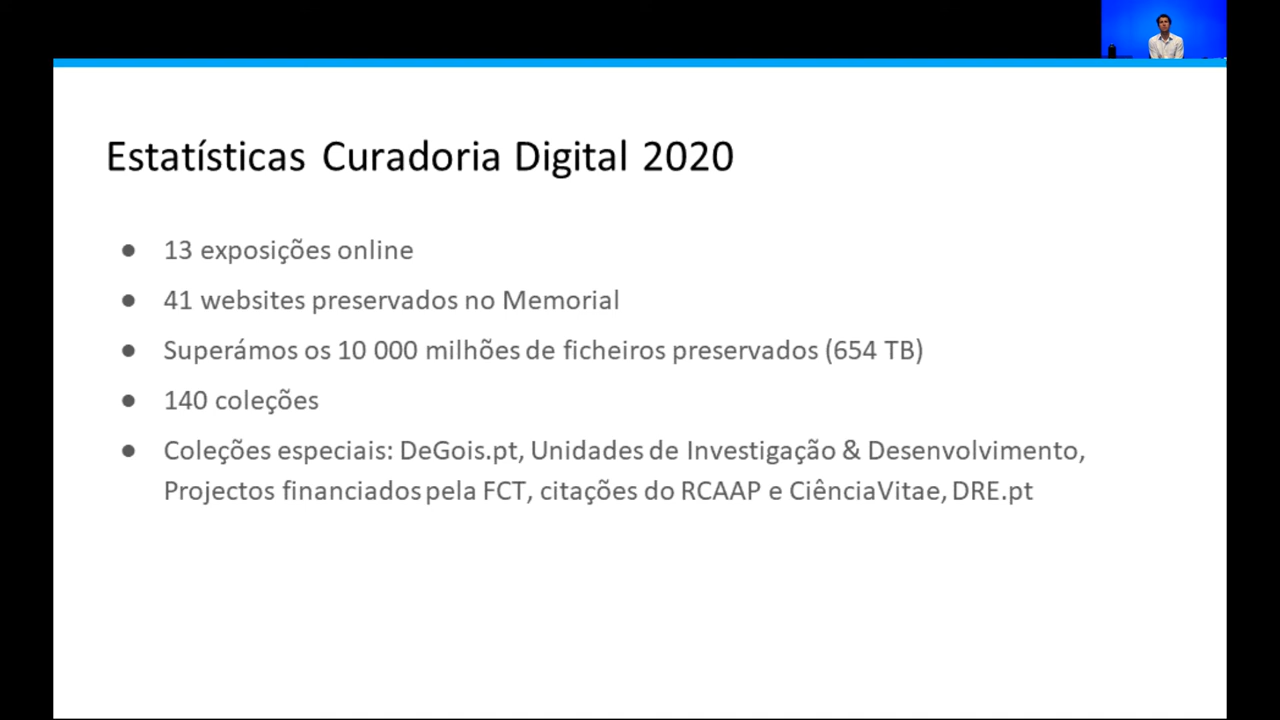 Estatísticas Curadoria Digital 2020
● 13 exposições online
● 41 websites preservados no Memorial
● Superámos os 10 000 milhões de ficheiros preservados (654 TB)
● 140 coleções
● Coleções especiais: DeGois.pt, Unidades de Investigação & Desenvolvimento,
Projectos financiados pela FCT, citações do RCAAP e CiênciaVitae, DRE.pt